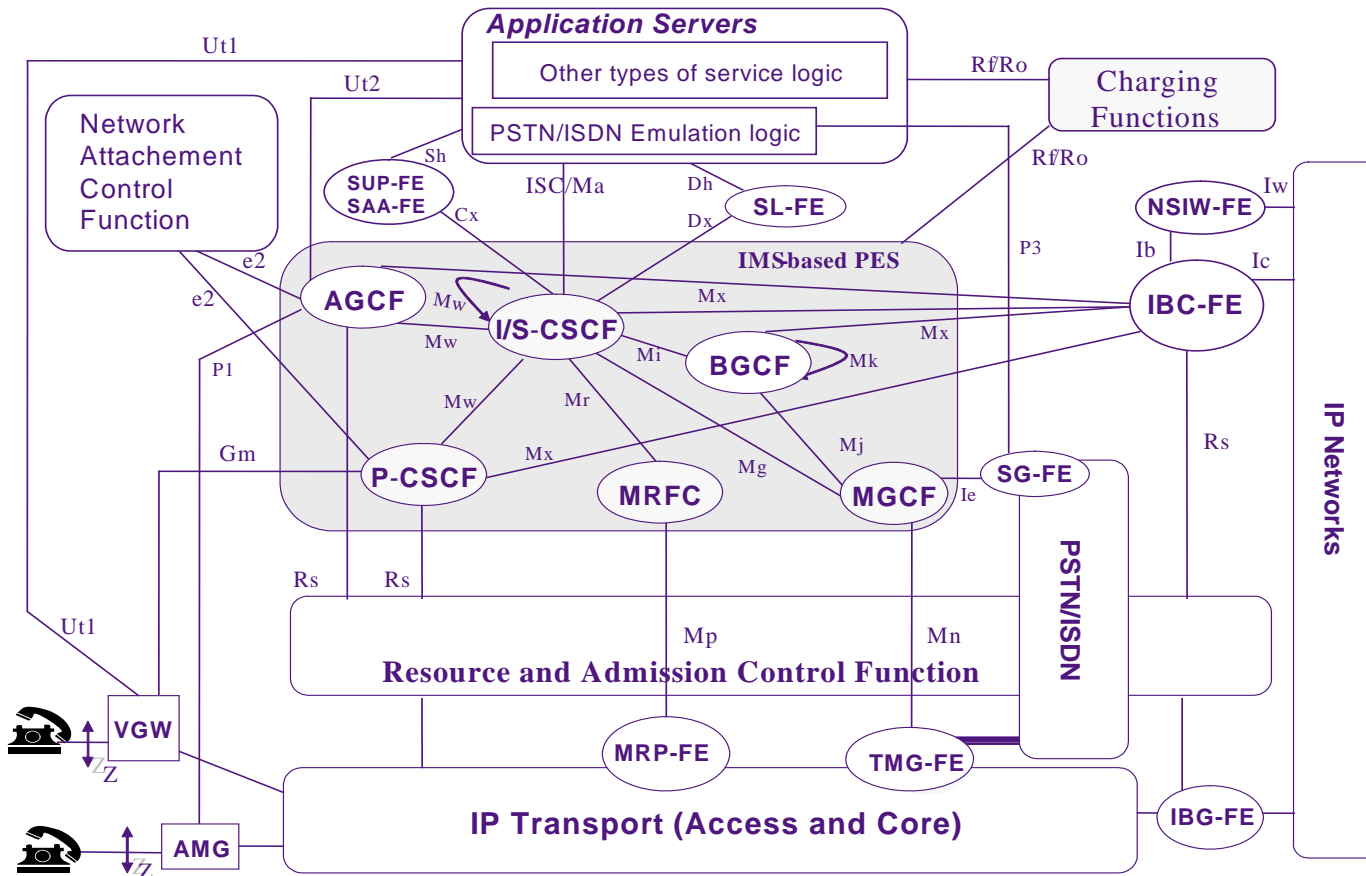 Application Servers
Ut1
Other types of service logic
Rf/Ro
Charging
Functions
Ut2
Network
Attachement
Control
Function
PSTN/ISDN Emulation logic
Sh
Rf/Ro
SUP-FE
SAA-FE
ISC/Ma
Dh
SL-FE
Cx
Dx
NSIW-FE
Iw
P3
Ib
Ic
e2
IMS-based PES
e2
AGCF
Mw
Mx
IBC-FE
I/S-CSCF
Mw
Mi
Mx
BGCF
Mk
P1
Mw
Mr
Gm
Mx
Mg
Mj
Rs
P-CSCF
MRFC
MGCF
Ie
SG-FE
IP Networks
PSTN/ISDN
Rs
Rs
Ut1
Mp
Mn
Resource and Admission Control Function
VGW
Z
Z
MRP-FE
TMG-FE
IP Transport (Access and Core)
IBG-FE
AMG
Z
Z